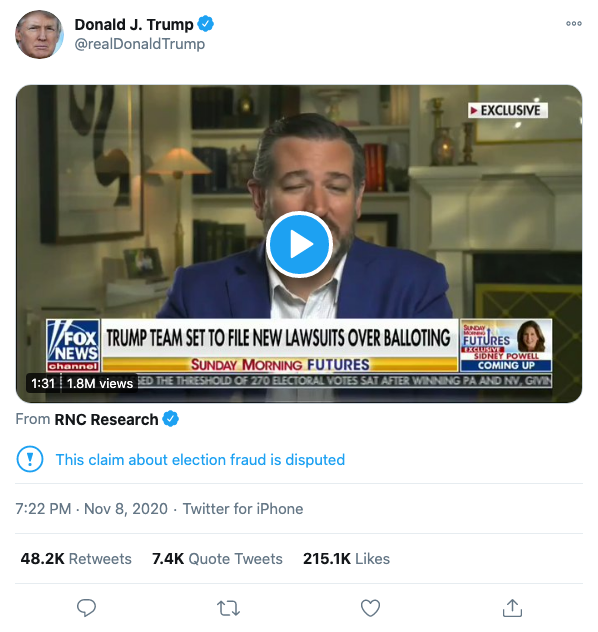 Donald J. Trump
@realDonaldTrump
EXCLUSIVE
FOX
NEWS
channel
TRUMP TEAM SET TO FILE NEW LAWSUITS OVER BALLOTING
SUNDAY MORNING FUTURES
SUNDAY
MORNING
FUTURES
EXCLUSIVE
SIDNEY POWELL
COMING UP
1:31 1.8M views
SED THE THRESHOLD OF 270 ELECTORAL VOTES SAT AFTER WINNING PA AND NV, GIVIN
From RNC Research
This claim about election fraud is disputed
7:22 PM · Nov 8, 2020 · Twitter for iPhone
48.2K Retweets 7.4K Quote Tweets 215.1K Likes